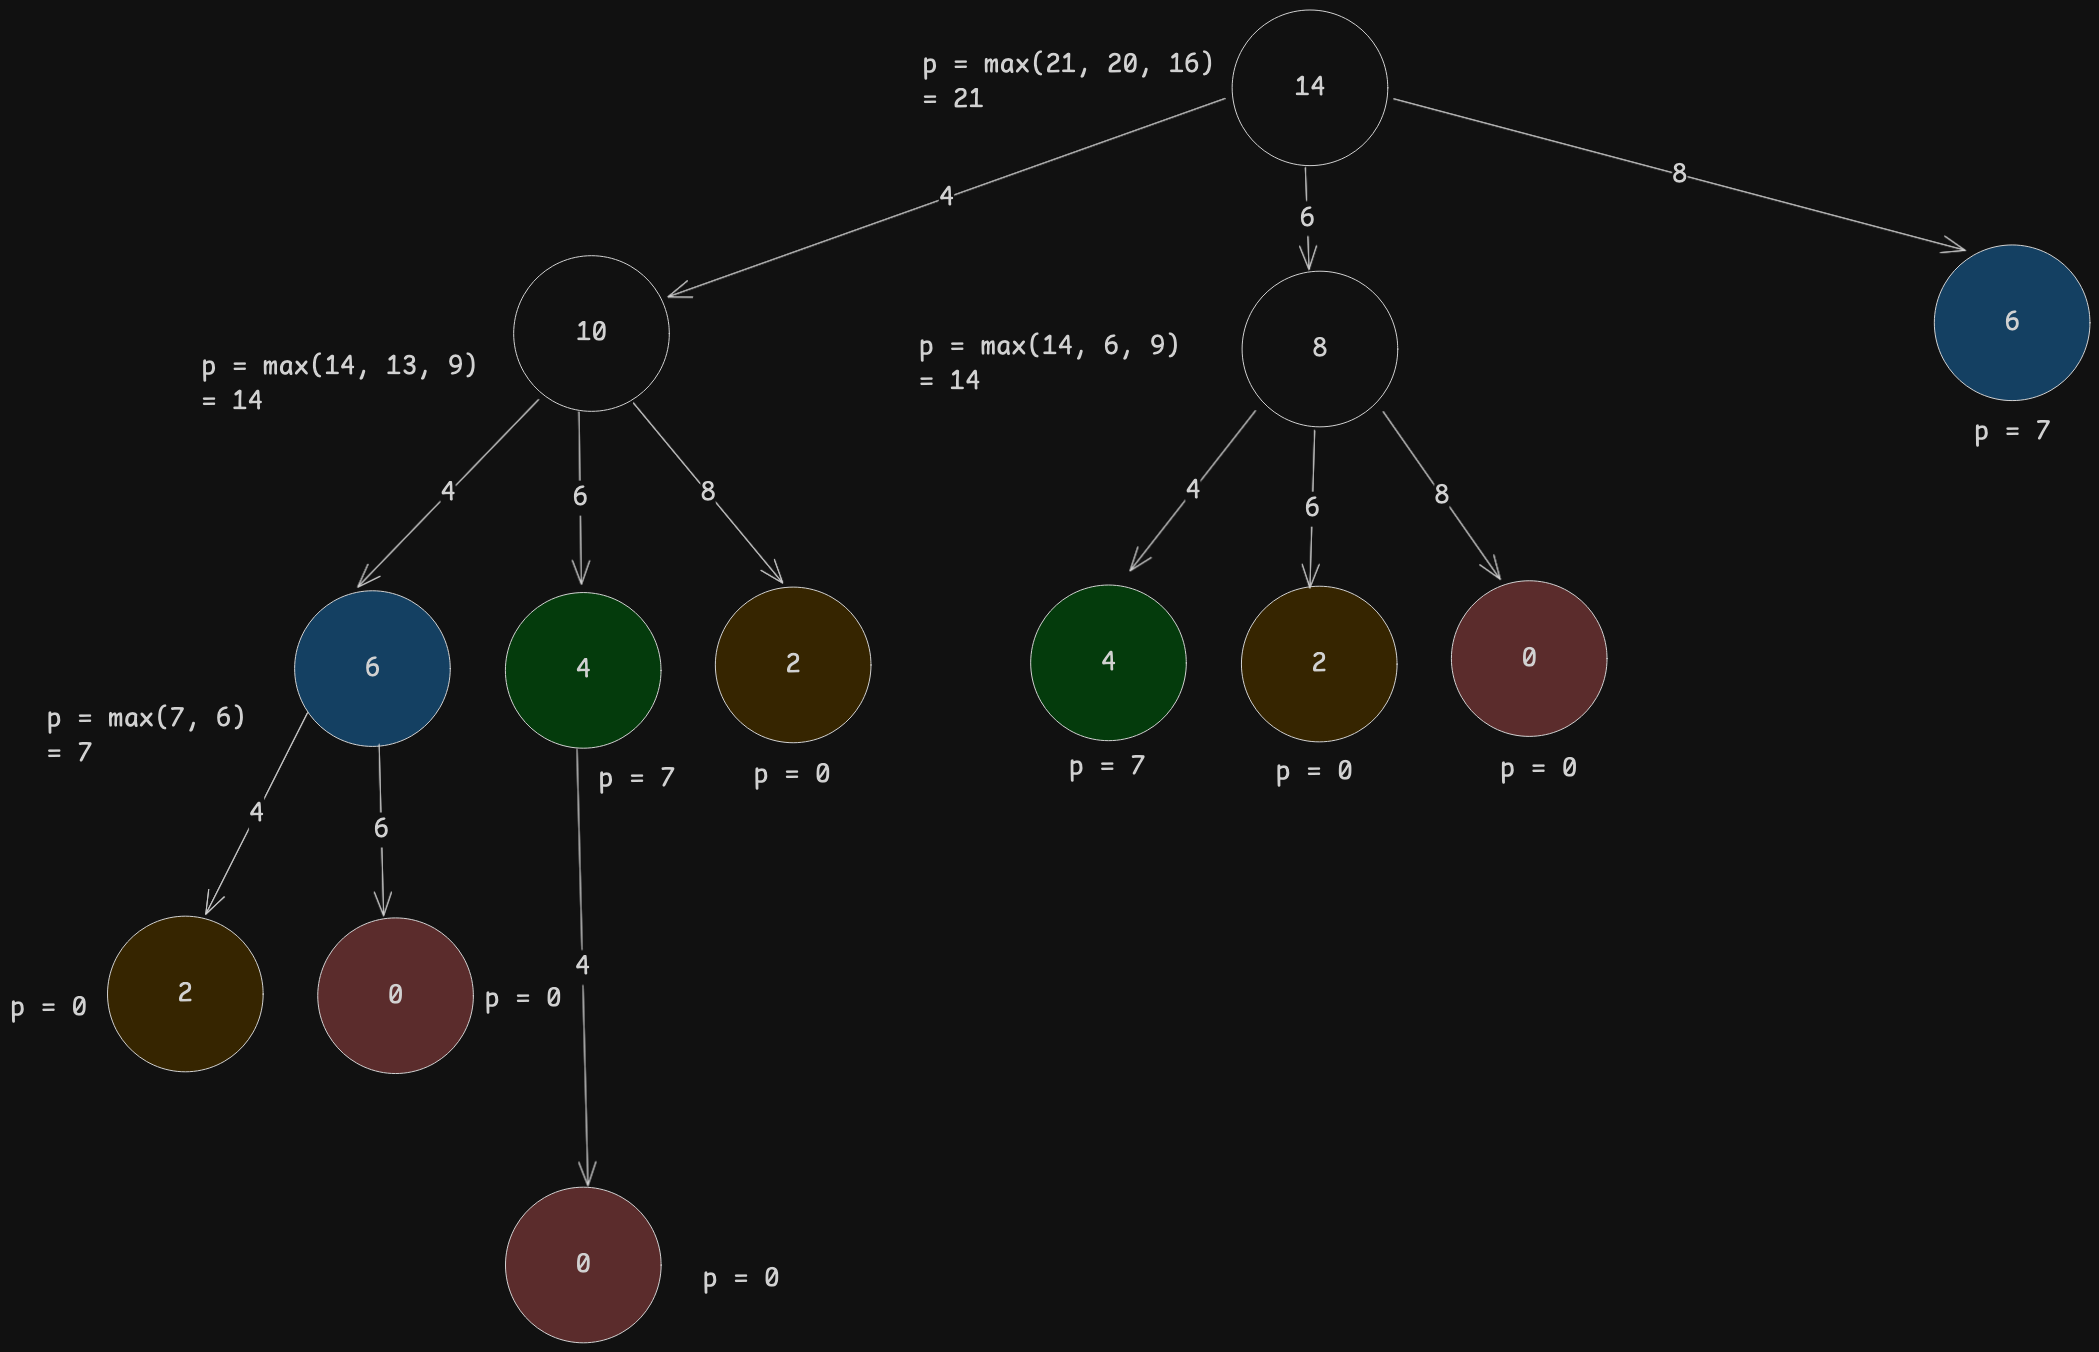 p = max(21, 20, 16)
= 21
14
4
6
8
10
p = max(14, 13, 9)
= 14
p = max(14, 6, 9)
= 14
8
6
p = 7
4
6
8
4
6
8
6
4
2
4
2
0
p = max(7, 6)
= 7
p = 7
p = 0
p = 7
p = 0
p = 0
4
6
4
p = 0
2
0
p = 0
0
p = 0